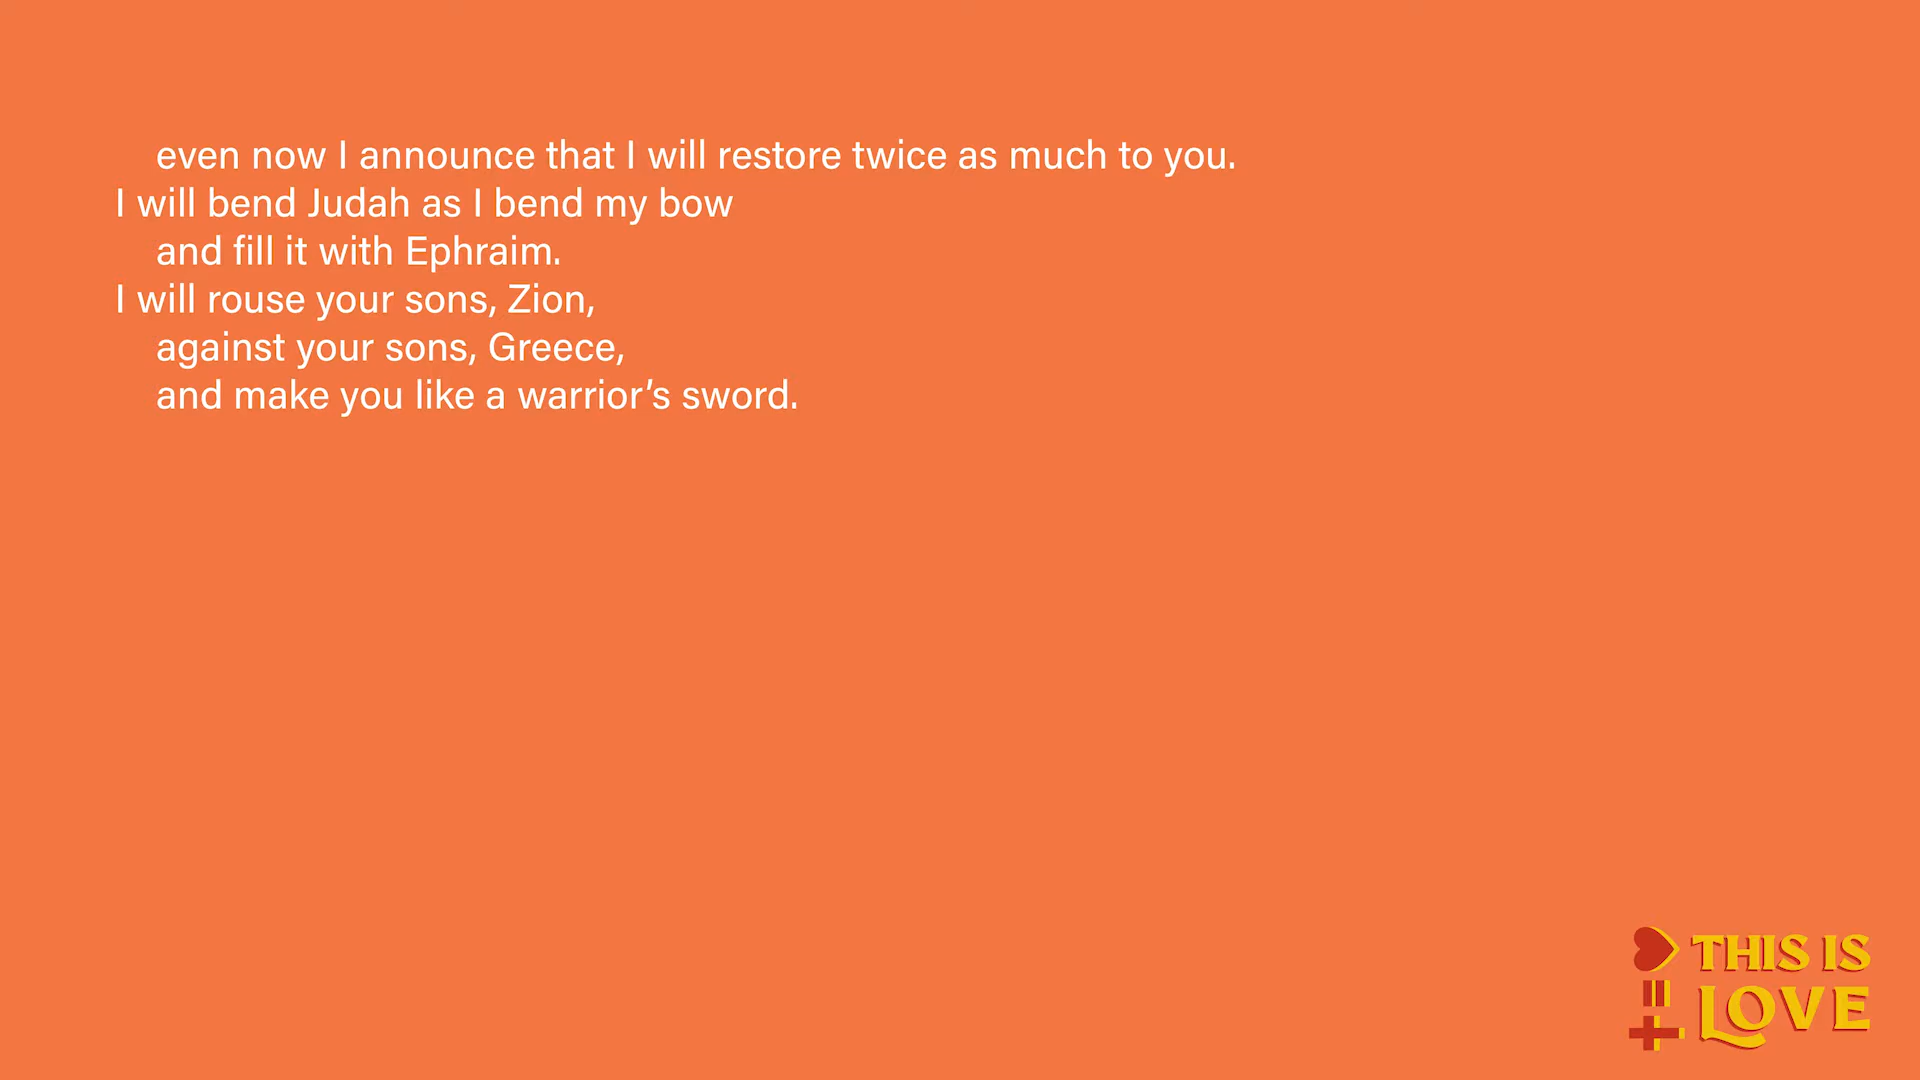 even now I announce that I will restore twice as much to you.
I will bend Judah as I bend my bow
and fill it with Ephraim.
I will rouse your sons, Zion,
against your sons, Greece,
and make you like a warrior’s sword.
THIS IS
LOVE